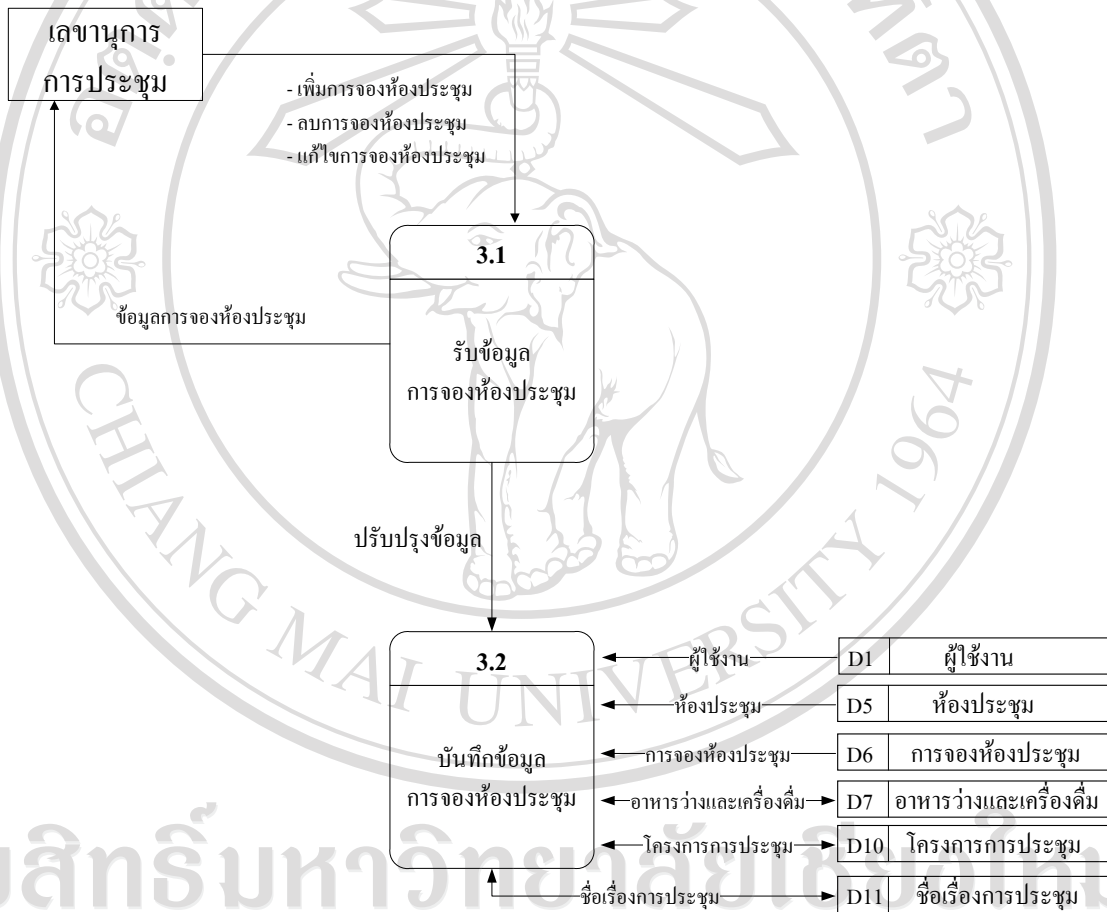 เลขานุการ
การประชุม
- เพิ่มการจองห้องประชุม
- ลบการจองห้องประชุม
- แก้ไขการจองห้องประชุม
3.1
ข้อมูลการจองห้องประชุม
รับข้อมูล
การจองห้องประชุม
ปรับปรุงข้อมูล
3.2
บันทึกข้อมูล
การจองห้องประชุม
ผู้ใช้งาน D1 ผู้ใช้งาน
ห้องประชุม D5 ห้องประชุม
การจองห้องประชุม D6 การจองห้องประชุม
อาหารว่างและเครื่องดื่ม D7 อาหารว่างและเครื่องดื่ม
โครงการการประชุม D10 โครงการการประชุม
ชื่อเรื่องการประชุม D11 ชื่อเรื่องการประชุม
CHIANG MAI UNIVERSITY 1964